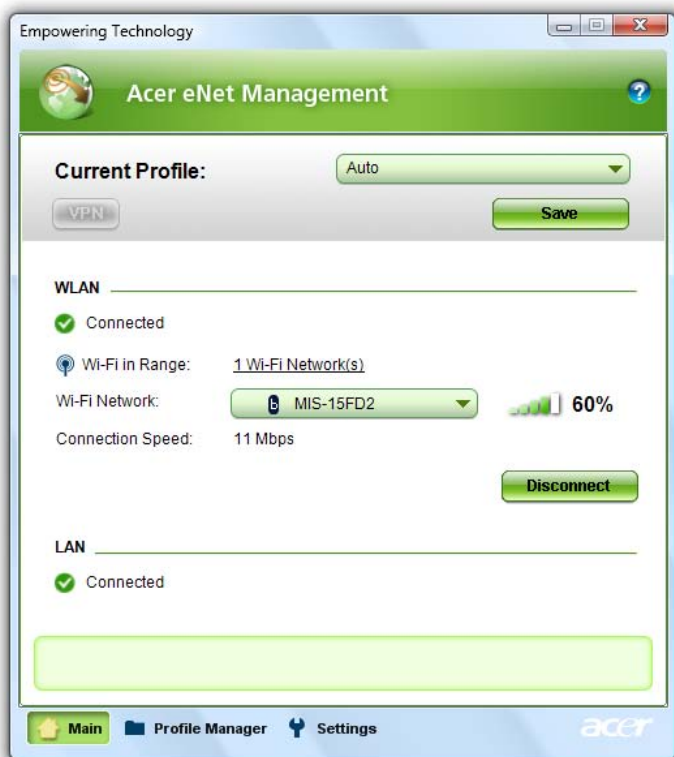 Empowering Technology
Acer eNet Management
?
Current Profile:
Auto
VPN
Save
WLAN
Connected
Wi-Fi in Range:
1 Wi-Fi Network(s)
Wi-Fi Network:
b MIS-15FD2
60%
Connection Speed:
11 Mbps
Disconnect
LAN
Connected
Main
Profile Manager
Settings
acer